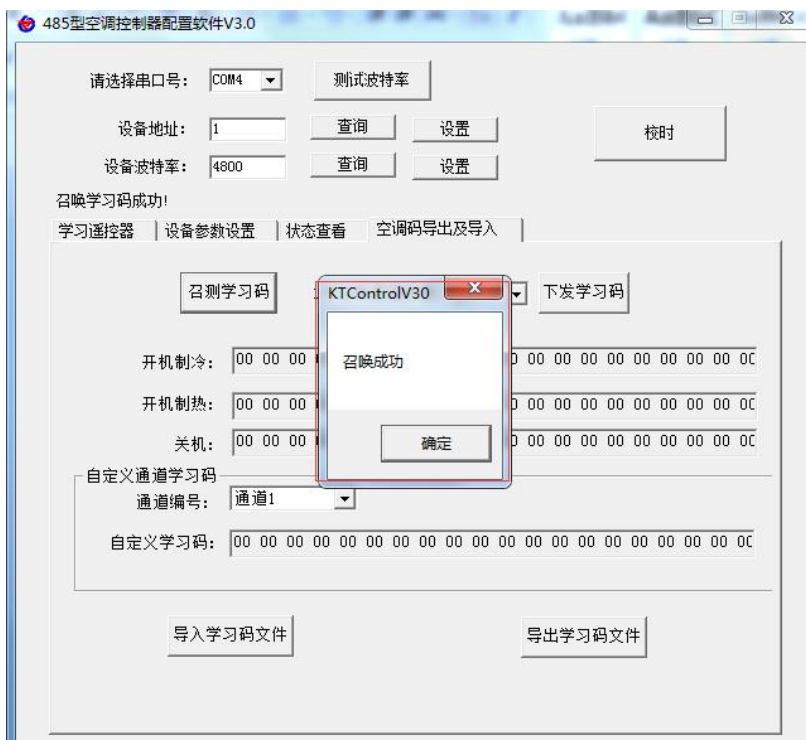 485型空调控制器配置软件V3.0
请选择串口号： COM4 测试波特率
设备地址： 1 查询 设置 校时
设备波特率： 4800 查询 设置
召唤学习码成功!
学习遥控器 设备参数设置 状态查看 空调码导出及导入
召测学习码 KTControlV30 下发学习码
召唤成功
开机制冷： 00 00 00 00 00 00 00 00 00 00 00 00
开机制热： 00 00 00 00 00 00 00 00 00 00 00
确定
关机： 00 00 00 00 00 00 00 00 00 00 00
自定义通道学习码
通道编号： 通道1
自定义学习码： 00 00 00 00 00 00 00 00 00 00 00 00 00 00 00 00 00 00 00
导入学习码文件 导出学习码文件